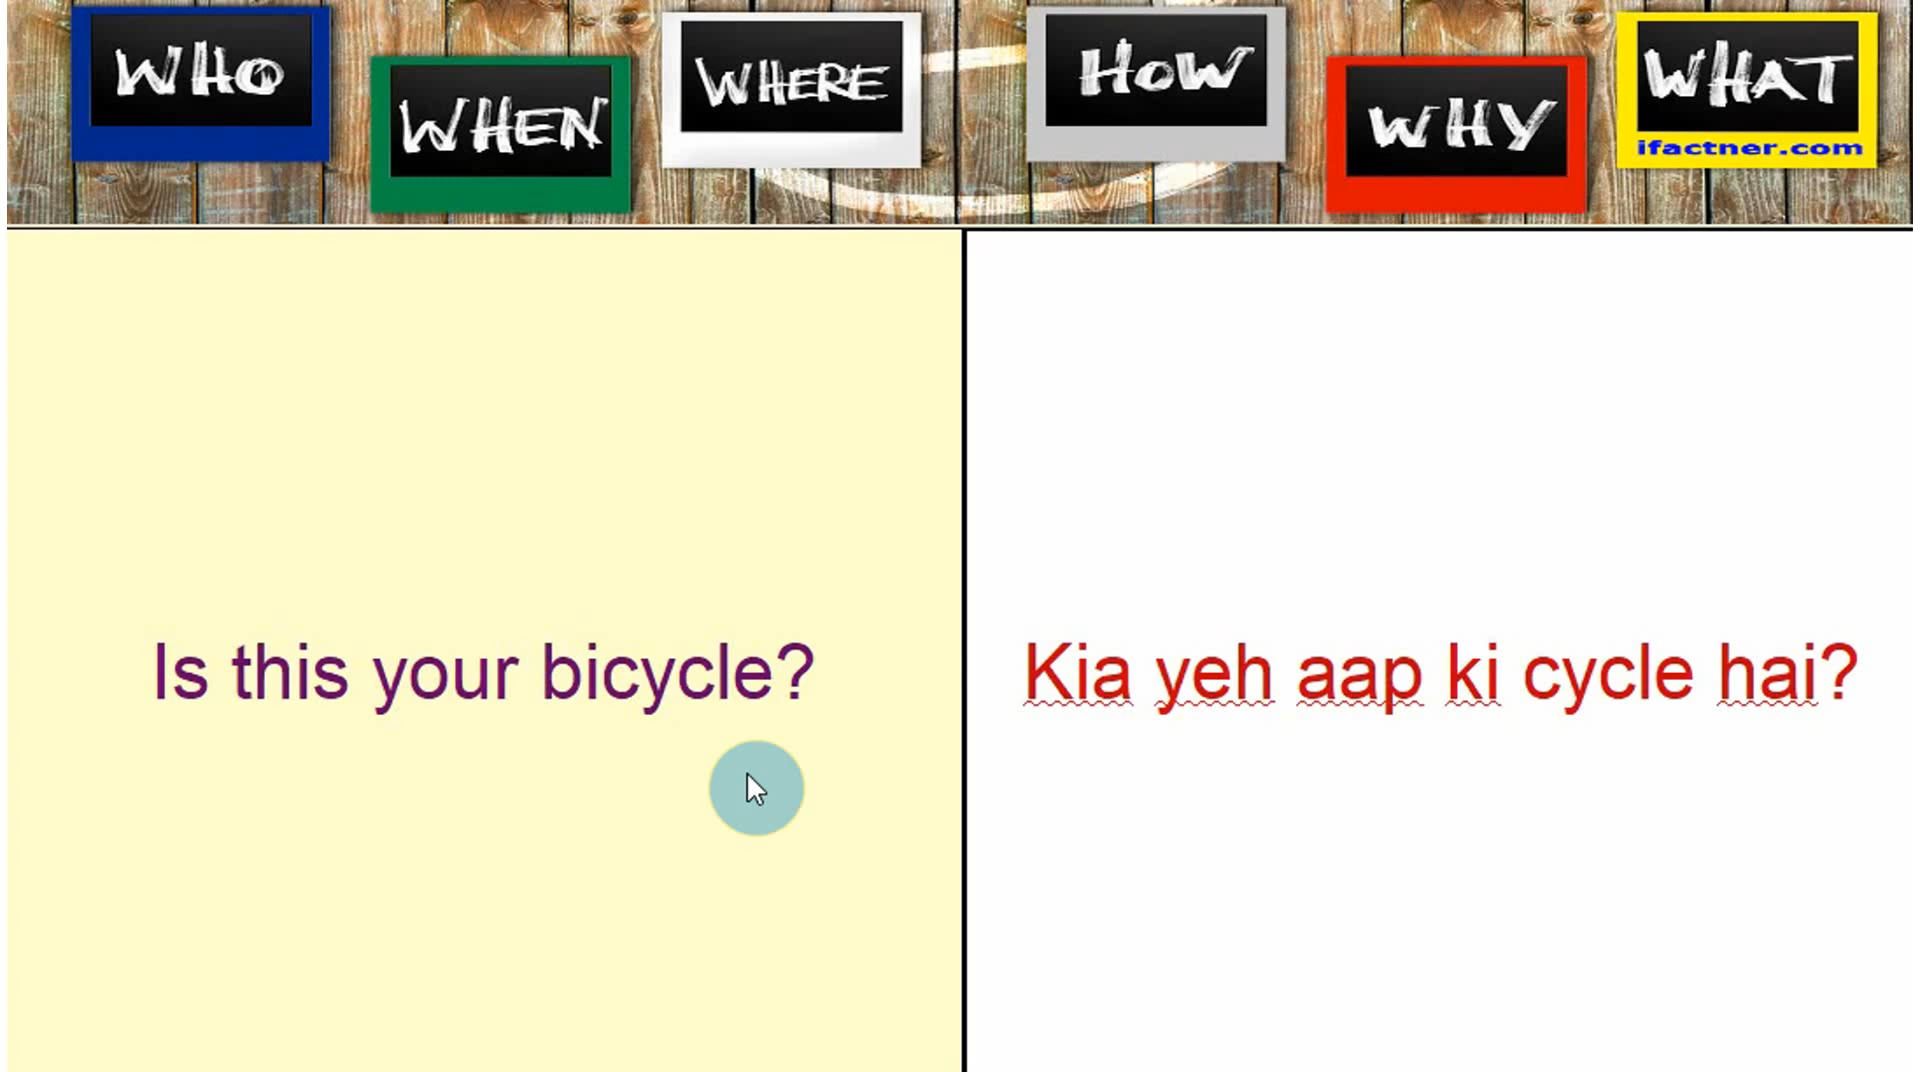 WHO
WHEN
WHERE
HOW
WHY
WHAT
ifactner.com
Is this your bicycle?
Kia yeh aap ki cycle hai?